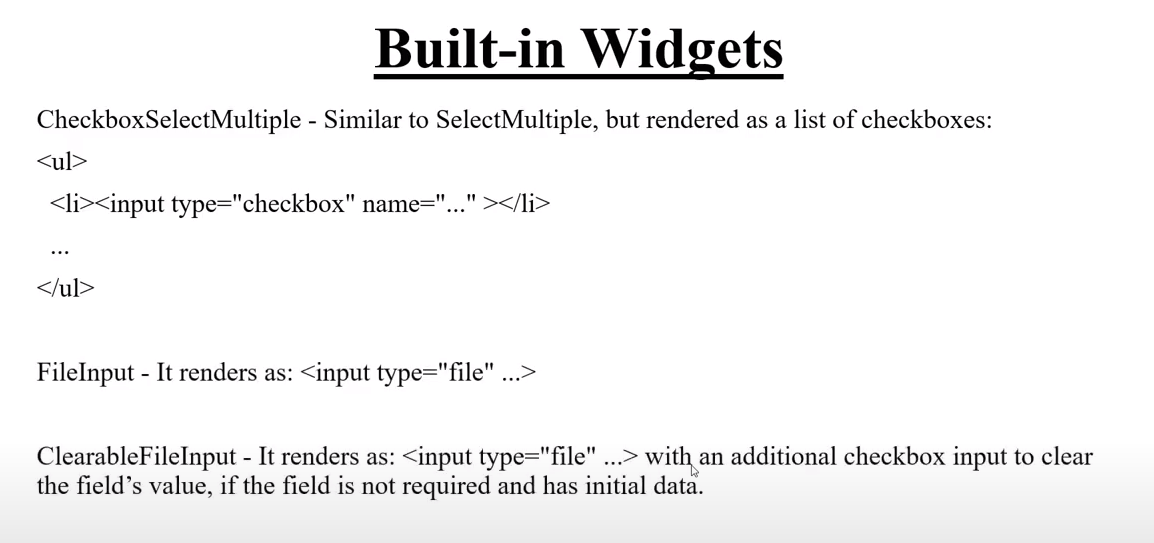 Built-in Widgets
CheckboxSelectMultiple - Similar to SelectMultiple, but rendered as a list of checkboxes:
<ul>
<li><input type="checkbox" name="..." ></li>
...
</ul>
FileInput - It renders as: <input type="file" ...>
ClearableFileInput - It renders as: <input type="file" ...> with an additional checkbox input to clear
the field’s value, if the field is not required and has initial data.